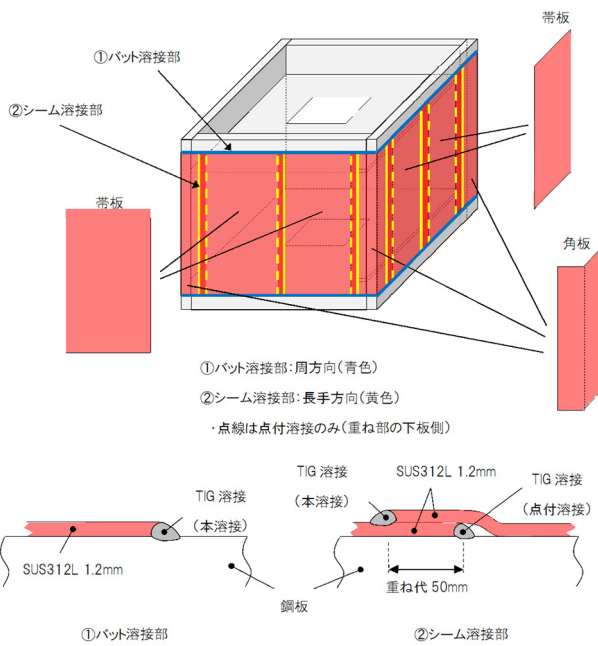 帯板
①バット溶接部
②シーム溶接部
帯板
角板
①バット溶接部：周方向（青色）
②シーム溶接部：長手方向（黄色）
・点線は点付溶接のみ（重ね部の下板側）
TIG 溶接
（本溶接）
SUS312L 1.2mm
TIG 溶接
（点付溶接）
TIG 溶接
（本溶接）
SUS312L 1.2mm
重ね代 50mm
鋼板
①バット溶接部
②シーム溶接部